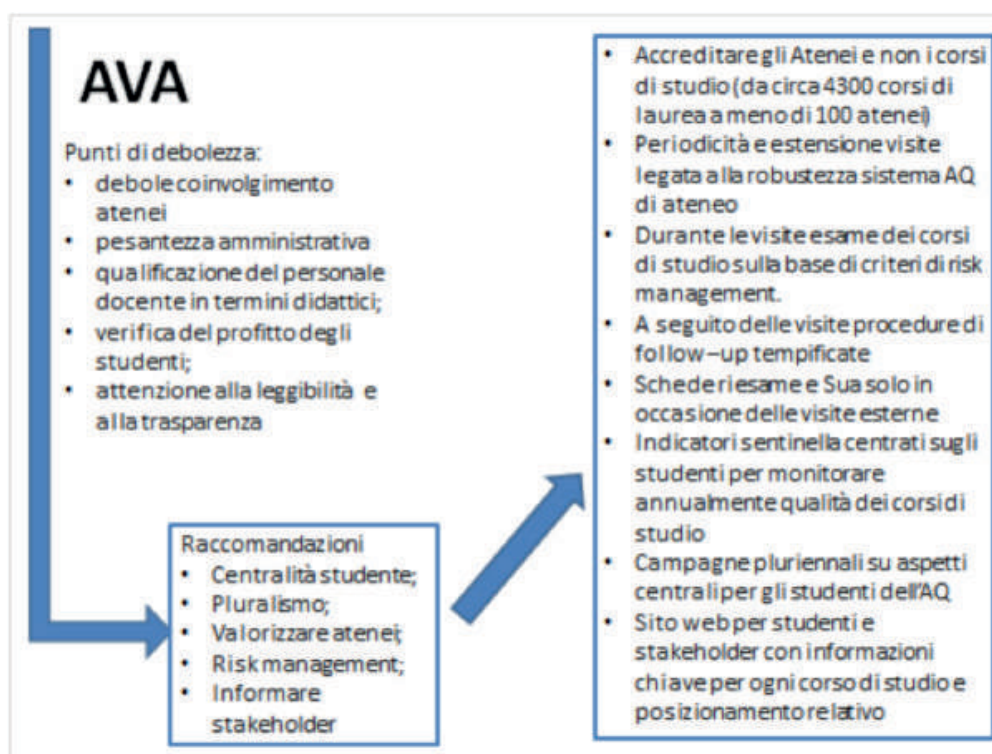 AVA
Punti di debolezza:
• debole coinvolgimento
atenei
• pesantezza amministrativa
• qualificazione del personale
docente in termini didattici;
• verifica del profitto degli
studenti;
• attenzione alla leggibilità e
alla trasparenza
Raccomandazioni
• Centralità studente;
• Pluralismo;
• Valorizzare atenei;
• Risk management;
• Informare
stakeholder
• Accreditare gli Atenei e non i corsi
di studio (da circa 4300 corsi di
laurea a meno di 100 atenei)
• Periodicità e estensione visite
legata alla robustezza sistema AQ
di ateneo
• Durante le visite esame dei corsi
di studio sulla base di criteri di risk
management.
• A seguito delle visite procedure di
follow –up tempificate
• Schede riesame e Sua solo in
occasione delle visite esterne
• Indicatori sentinella centrati sugli
studenti per monitorare
annualmente qualità dei corsi di
studio
• Campagne pluriennali su aspetti
centrali per gli studenti dell'AQ
• Sito web per studenti e
stakeholder con informazioni
chiave per ogni corso di studio e
posizionamento relativo